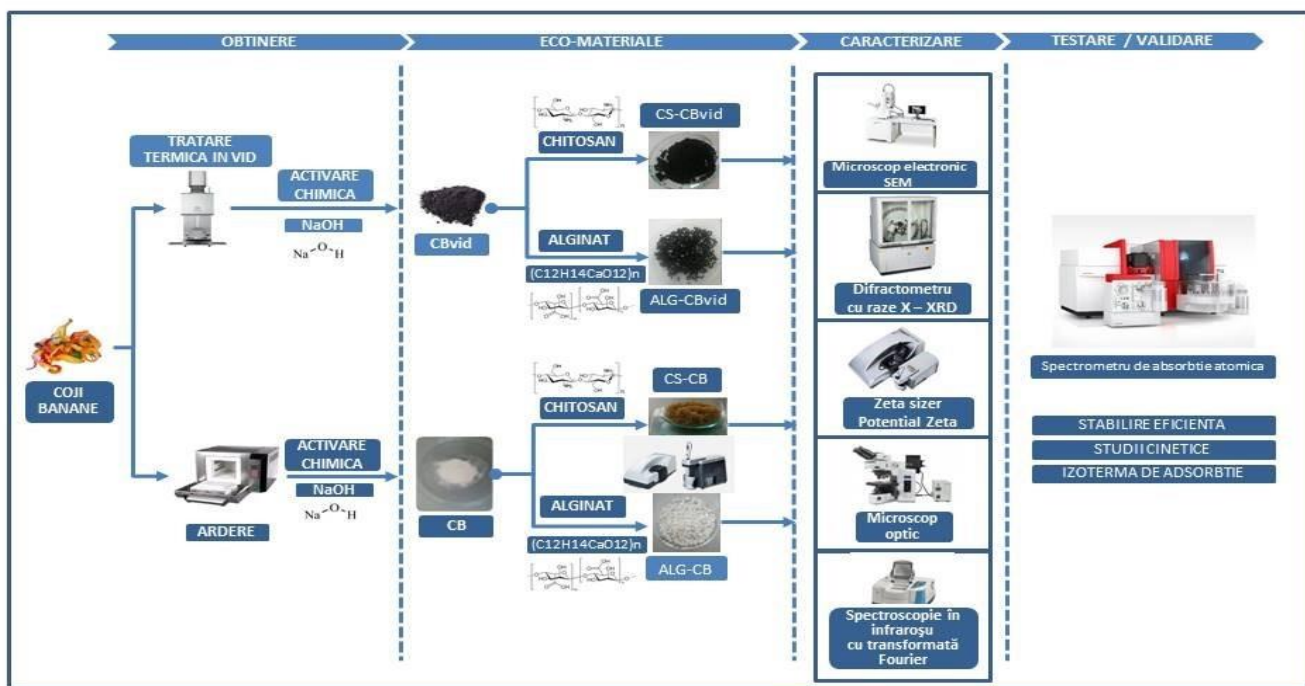 OBTINERE
ECO-MATERIALE
CARACTERIZARE
TESTARE / VALIDARE
TRATARE
TERMICA IN VID
ACTIVARE
CHIMICA
NaOH
Na O H
COJI
BANANE
ARDERE
ACTIVARE
CHIMICA
NaOH
Na O H
CBvid
CHITOSAN
CS-CBvid
ALGINAT
(C12H14CaO12)n
ALG-CBvid
CB
CHITOSAN
CS-CB
ALGINAT
(C12H14CaO12)n
ALG-CB
Microscop electronic
SEM
Difractometru
cu raze X – XRD
Zeta sizer
Potential Zeta
Microscop
optic
Spectroscopie în
infraroşu
cu transformată
Fourier
Spectrometru de absorbtie atomica
STABILIRE EFICIENTA
STUDII CINETICE
IZOTERMA DE ADSORBTIE